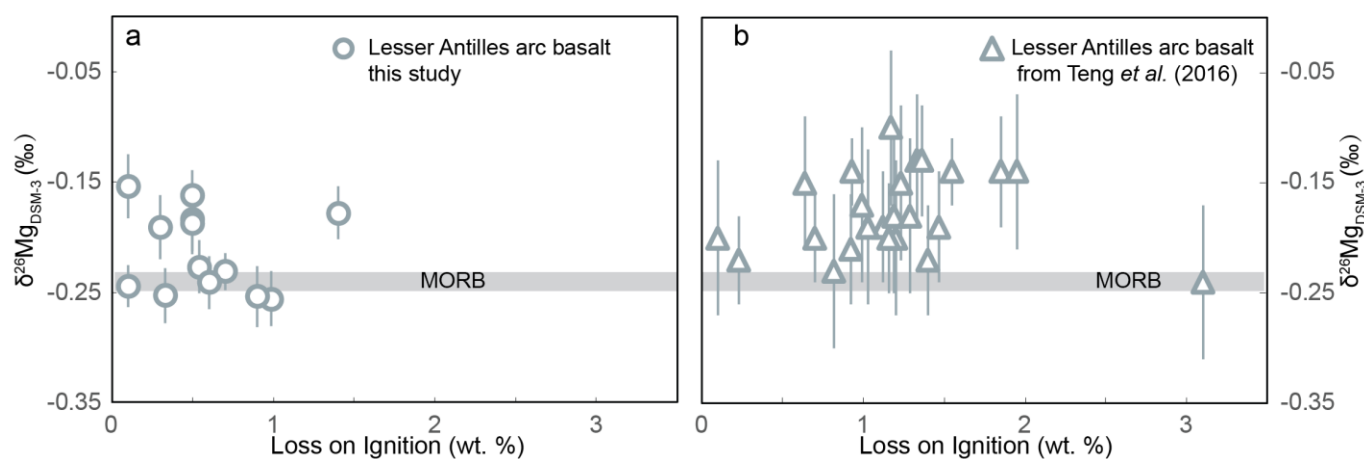 a
Lesser Antilles arc basalt
this study
-0.05
-0.15
-0.25
-0.35
δ²⁶Mg_DSM-3 (‰)
MORB
0
1
2
3
Loss on Ignition (wt. %)
b
Lesser Antilles arc basalt
from Teng et al. (2016)
-0.05
-0.15
-0.25
-0.35
δ²⁶Mg_DSM-3 (‰)
MORB
0
1
2
3
Loss on Ignition (wt. %)